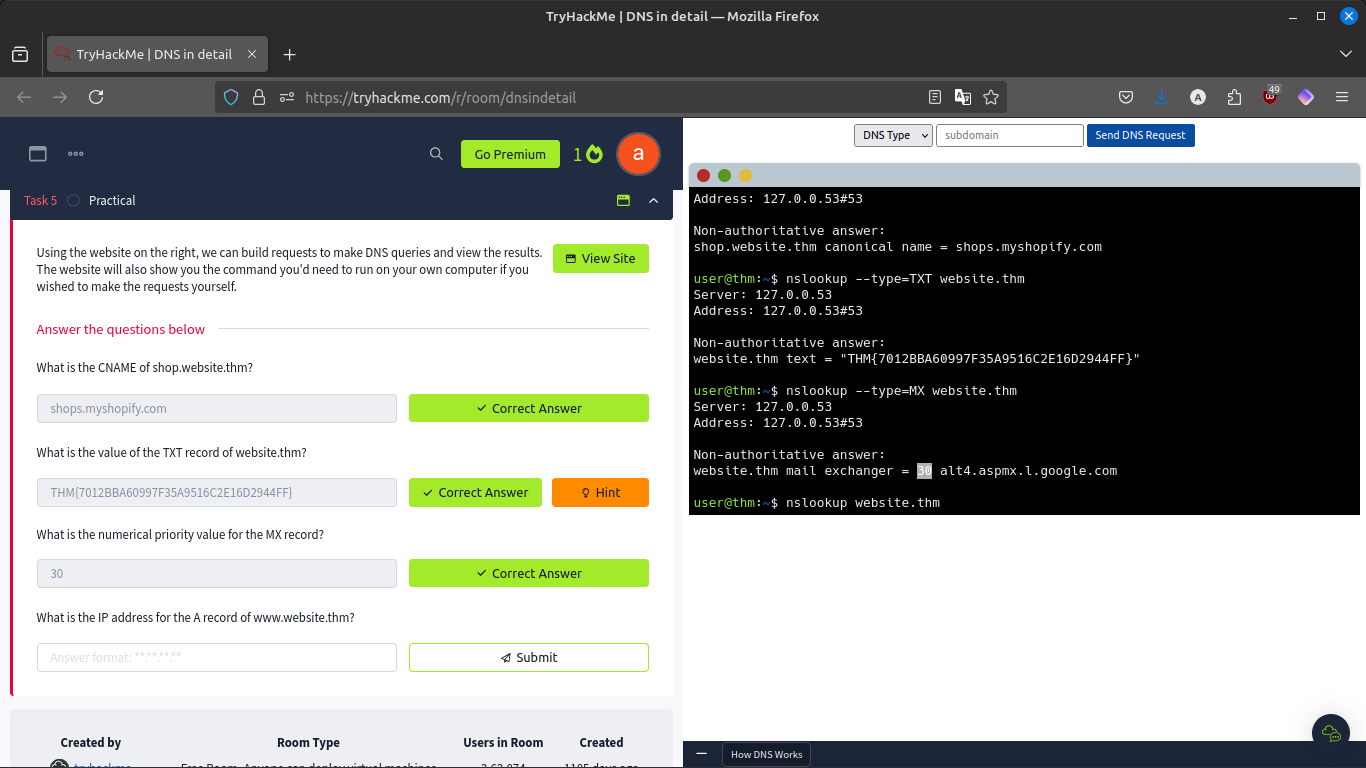 TryHackMe | DNS in detail — Mozilla Firefox
TryHackMe | DNS in detail
https://tryhackme.com/r/room/dnsindetail
A
49
Go Premium
1
a
Task 5
Practical
Using the website on the right, we can build requests to make DNS queries and view the results.
The website will also show you the command you'd need to run on your own computer if you
wished to make the requests yourself.
View Site
Answer the questions below
What is the CNAME of shop.website.thm?
shops.myshopify.com
Correct Answer
What is the value of the TXT record of website.thm?
THM{7012BBA60997F35A9516C2E16D2944FF}
Correct Answer
Hint
What is the numerical priority value for the MX record?
30
Correct Answer
What is the IP address for the A record of www.website.thm?
Answer format: **.**.**.**
Submit
Created by
Room Type
Users in Room
Created
tryhackme
Free Room. Anyone can deploy virtual machines
DNS Type
subdomain
Send DNS Request
Address: 127.0.0.53#53
Non-authoritative answer:
shop.website.thm canonical name = shops.myshopify.com
user@thm:~$ nslookup --type=TXT website.thm
Server: 127.0.0.53
Address: 127.0.0.53#53
Non-authoritative answer:
website.thm text = "THM{7012BBA60997F35A9516C2E16D2944FF}"
user@thm:~$ nslookup --type=MX website.thm
Server: 127.0.0.53
Address: 127.0.0.53#53
Non-authoritative answer:
website.thm mail exchanger = 30 alt4.aspmx.l.google.com
user@thm:~$ nslookup website.thm
How DNS Works